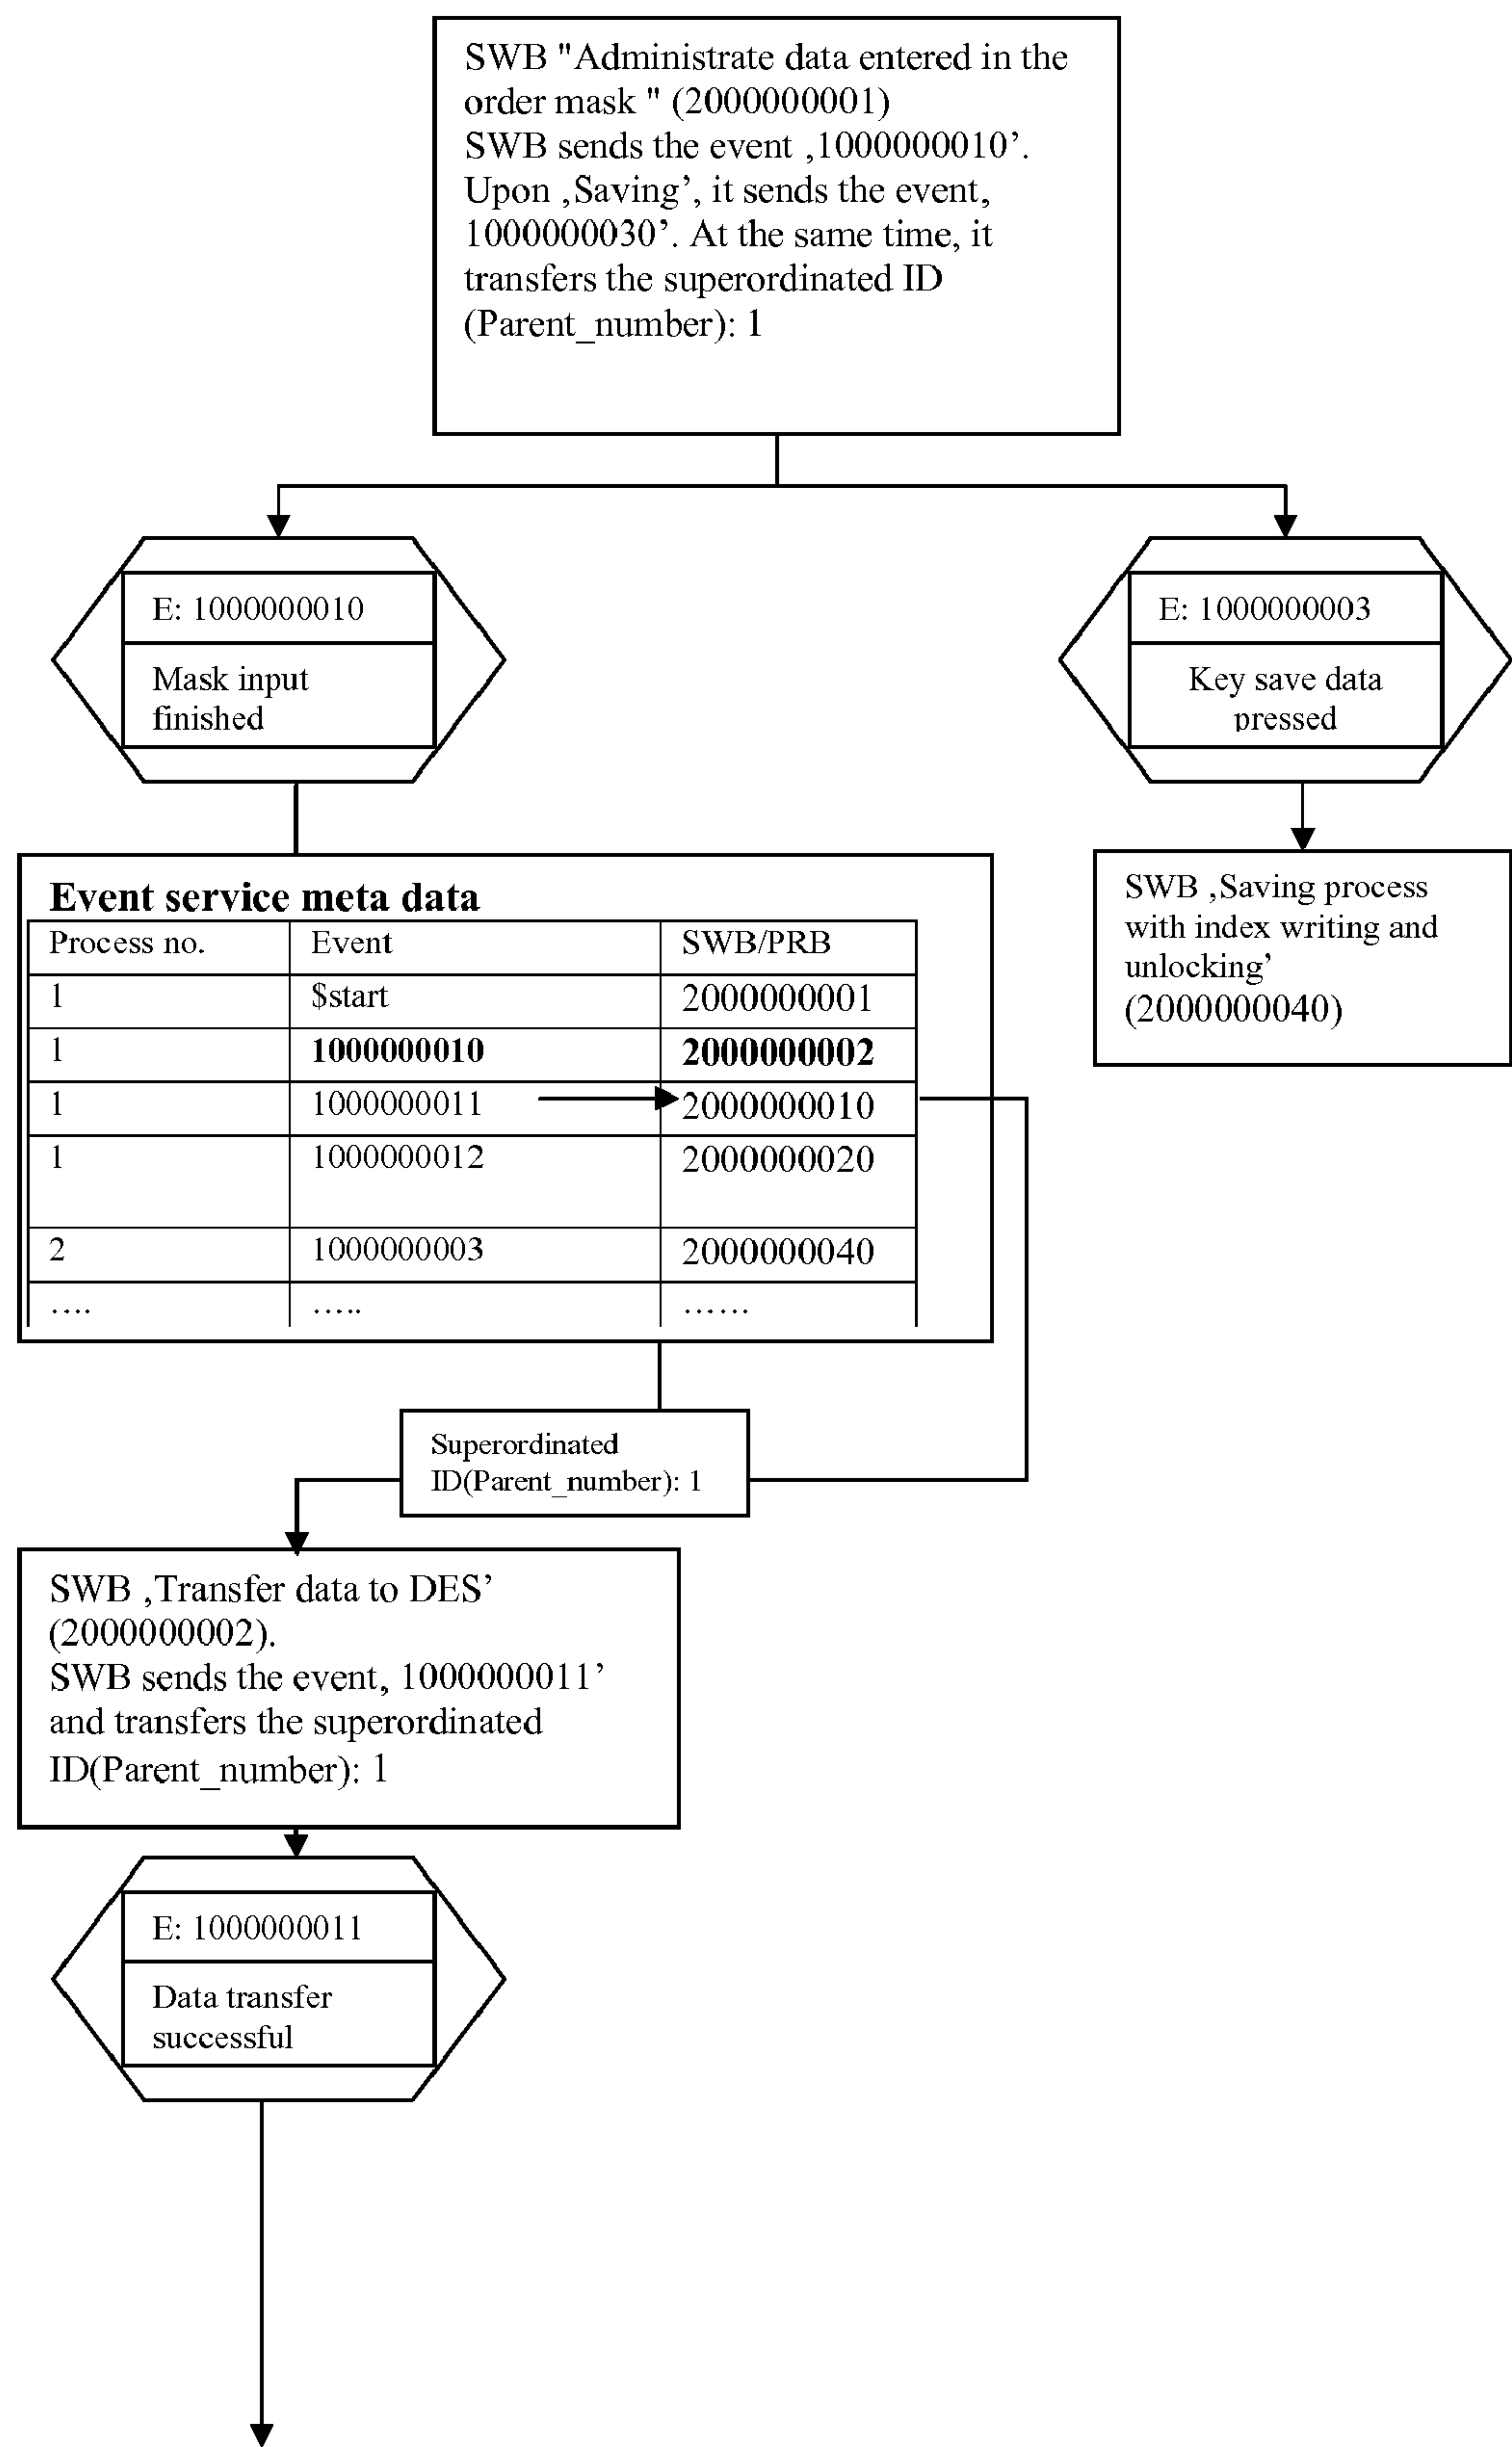 SWB "Administrate data entered in the
order mask " (2000000001)
SWB sends the event ‚1000000010’.
Upon ‚Saving’, it sends the event,
1000000030’. At the same time, it
transfers the superordinated ID
(Parent_number): 1
E: 1000000010
Mask input
finished
E: 1000000003
Key save data
pressed
Event service meta data
Process no. Event SWB/PRB
1 $start 2000000001
1 1000000010 2000000002
1 1000000011 2000000010
1 1000000012 2000000020
2 1000000003 2000000040
.... ..... ......
SWB ‚Saving process
with index writing and
unlocking’
(2000000040)
Superordinated
ID(Parent_number): 1
SWB ‚Transfer data to DES’
(2000000002).
SWB sends the event, 1000000011’
and transfers the superordinated
ID(Parent_number): 1
E: 1000000011
Data transfer
successful